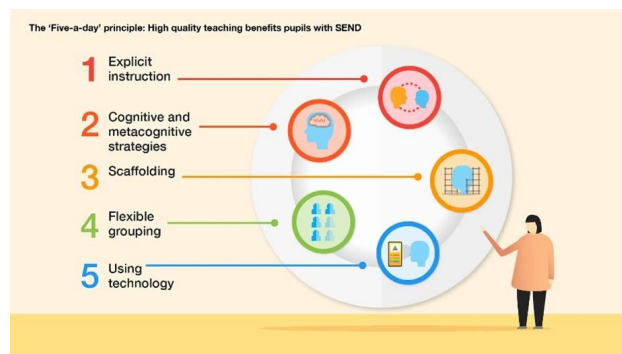 The ‘Five-a-day’ principle: High quality teaching benefits pupils with SEND
1 Explicit
instruction
2 Cognitive and
metacognitive
strategies
3 Scaffolding
4 Flexible
grouping
5 Using
technology